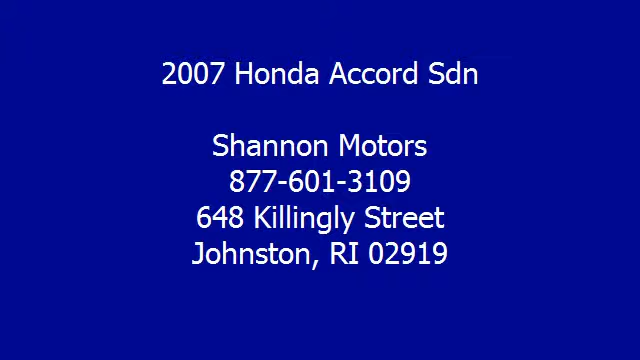 2007 Honda Accord Sdn
Shannon Motors
877-601-3109
648 Killingly Street
Johnston, RI 02919